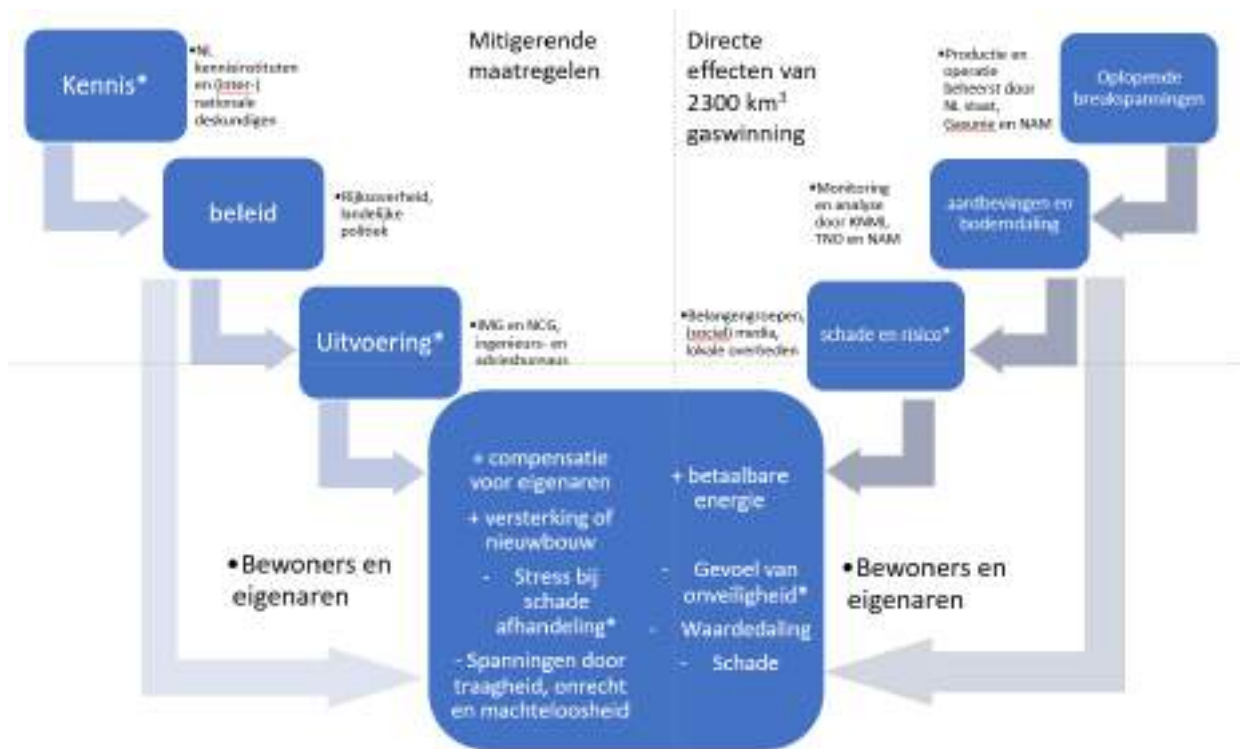 Kennis*
•NL
kennisinstituten
en (inter-)
nationale
deskundigen
Mitigerende
maatregelen
Directe
effecten van
2300 km³
gaswinning
•Productie en
operatie
beheerst door
NL staat,
Gasunie en NAM
Oplopende
breukspanningen
beleid
•Rijksoverheid,
landelijke
politiek
•Monitoring
en analyse
door KNMI,
TNO en NAM
aardbevingen en
bodemdaling
Uitvoering*
•IMG en NCG,
ingenieurs- en
adviesbureaus
•Belangengroepen,
(social) media,
lokale overheden
schade en risico*
+ compensatie
voor eigenaren
+ versterking of
nieuwbouw
- Stress bij
schade
afhandeling*
- Spanningen door
traagheid, onrecht
en machteloosheid
+ betaalbare
energie
- Gevoel van
onveiligheid*
- Waardedaling
- Schade
•Bewoners en
eigenaren
•Bewoners en
eigenaren